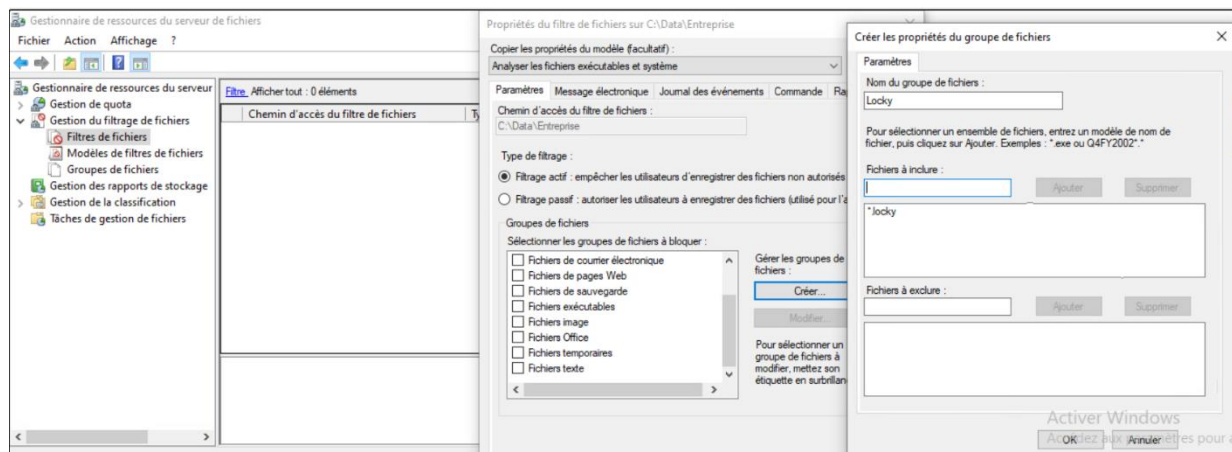 Gestionnaire de ressources du serveur de fichiers
Fichier Action Affichage ?
Gestionnaire de ressources du serveur
Gestion de quota
Gestion du filtrage de fichiers
Filtres de fichiers
Modèles de filtres de fichiers
Groupes de fichiers
Gestion des rapports de stockage
Gestion de la classification
Tâches de gestion de fichiers
Filtre Afficher tout : 0 éléments
Chemin d'accès du filtre de fichiers
Propriétés du filtre de fichiers sur C:\Data\Entreprise
Copier les propriétés du modèle (facultatif) :
Analyser les fichiers exécutables et système
Paramètres Message électronique Journal des événements Commande
Chemin d'accès du filtre de fichiers :
C:\Data\Entreprise
Type de filtrage :
Filtrage actif : empêcher les utilisateurs d'enregistrer des fichiers non autorisés
Filtrage passif : autoriser les utilisateurs à enregistrer des fichiers (utilisé pour
Groupes de fichiers
Sélectionner les groupes de fichiers à bloquer :
Fichiers de courrier électronique
Fichiers de pages Web
Fichiers de sauvegarde
Fichiers exécutables
Fichiers image
Fichiers Office
Fichiers temporaires
Fichiers texte
Gérer les groupes de
fichiers :
Créer...
Modifier...
Pour sélectionner un
groupe de fichiers à
modifier, mettez son
étiquette en
Créer les propriétés du groupe de fichiers
Paramètres
Nom du groupe de fichiers :
Locky
Pour sélectionner un ensemble de fichiers, entrez un modèle de nom de
fichier, puis cliquez sur Ajouter. Exemples : *.exe ou Q4FY2002*.*
Fichiers à inclure :
Ajouter Supprimer
*.locky
Fichiers à exclure :
Ajouter Supprimer
Activer Windows
OK Annuler